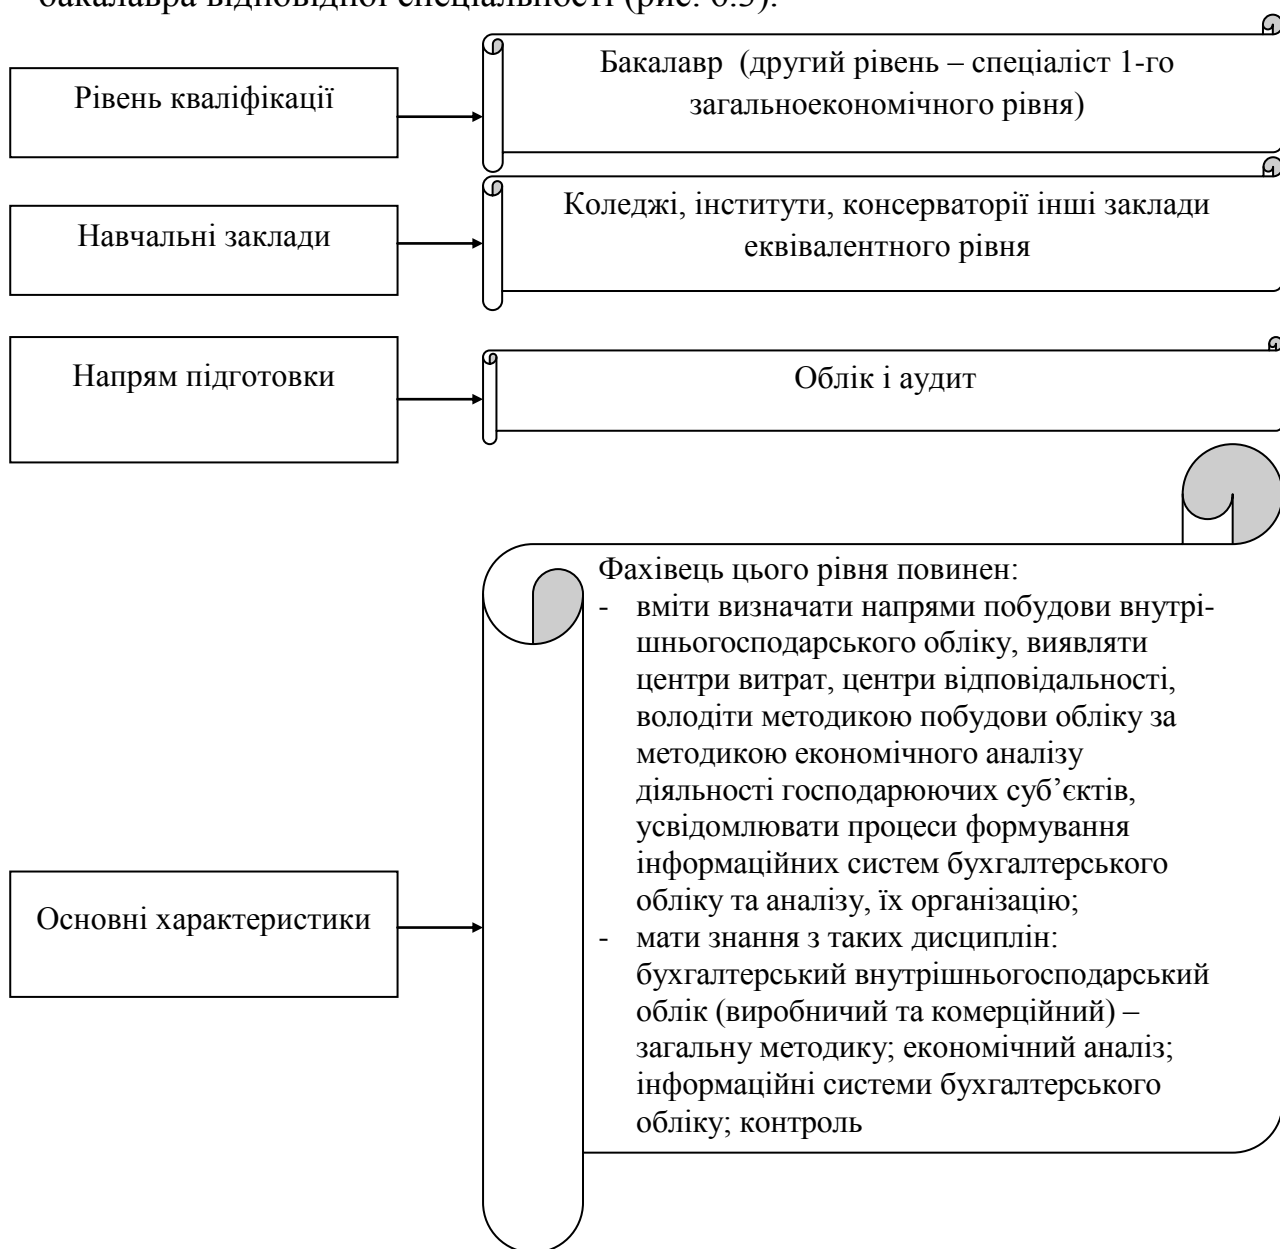 бакалавра відповідної спеціальності (рис. 6.3).
Рівень кваліфікації
Бакалавр (другий рівень – спеціаліст 1-го
загальноекономічного рівня)
Навчальні заклади
Коледжі, інститути, консерваторії інші заклади
еквівалентного рівня
Напрям підготовки
Облік і аудит
Основні характеристики
Фахівець цього рівня повинен:
- вміти визначати напрями побудови внутрі-
шньогосподарського обліку, виявляти
центри витрат, центри відповідальності,
володіти методикою побудови обліку за
методикою економічного аналізу
діяльності господарюючих суб’єктів,
усвідомлювати процеси формування
інформаційних систем бухгалтерського
обліку та аналізу, їх організацію;
- мати знання з таких дисциплін:
бухгалтерський внутрішньогосподарський
облік (виробничий та комерційний) –
загальну методику; економічний аналіз;
інформаційні системи бухгалтерського
обліку; контроль